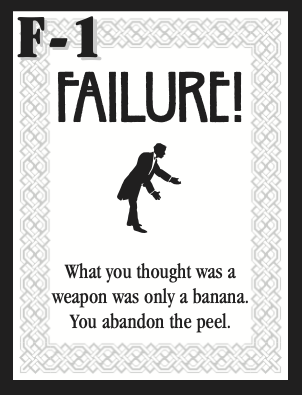 F-1
FAILURE!
What you thought was a
weapon was only a banana.
You abandon the peel.